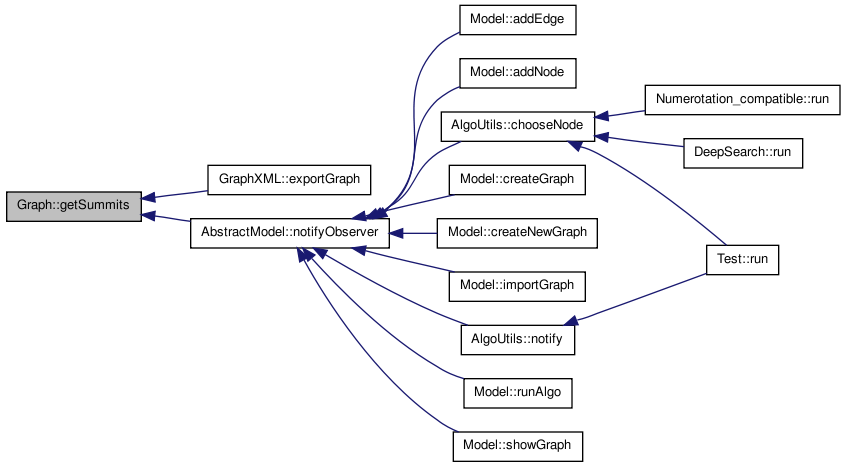 Model::addEdge
Model::addNode
Numerotation_compatible::run
AlgoUtils::chooseNode
DeepSearch::run
GraphXML::exportGraph
Model::createGraph
Graph::getSummits
AbstractModel::notifyObserver
Model::createNewGraph
Test::run
Model::importGraph
AlgoUtils::notify
Model::runAlgo
Model::showGraph